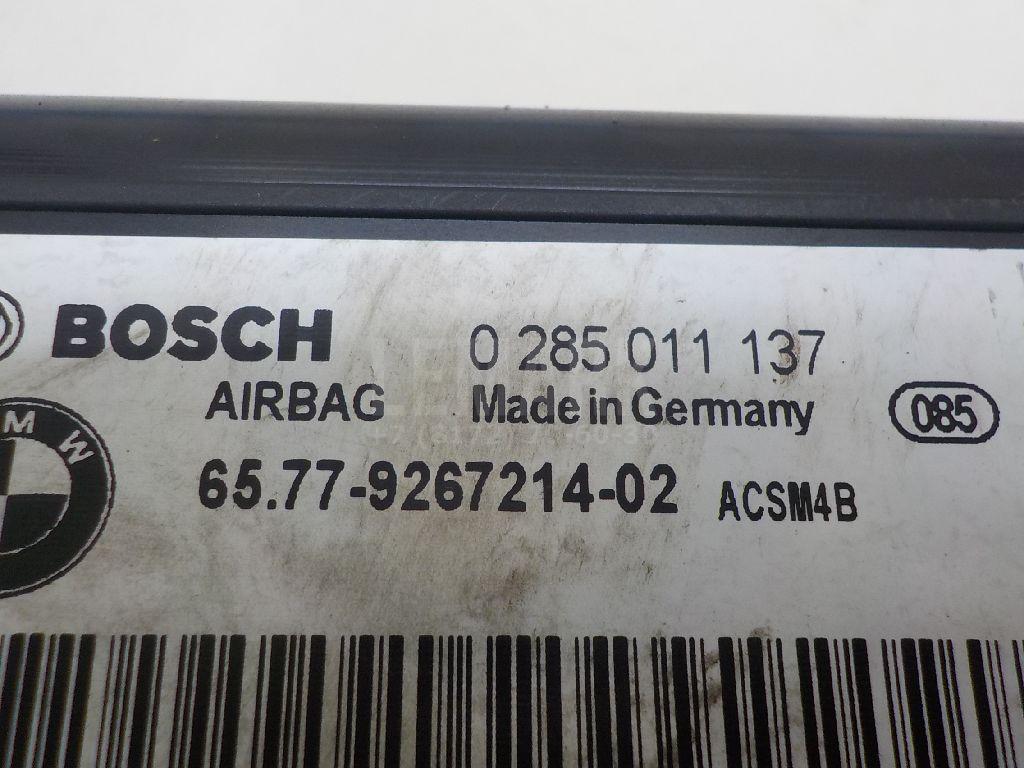 BOSCH 0 285 011 137
AIRBAG Made in Germany 085
M W
65.77-9267214-02 ACSM4B